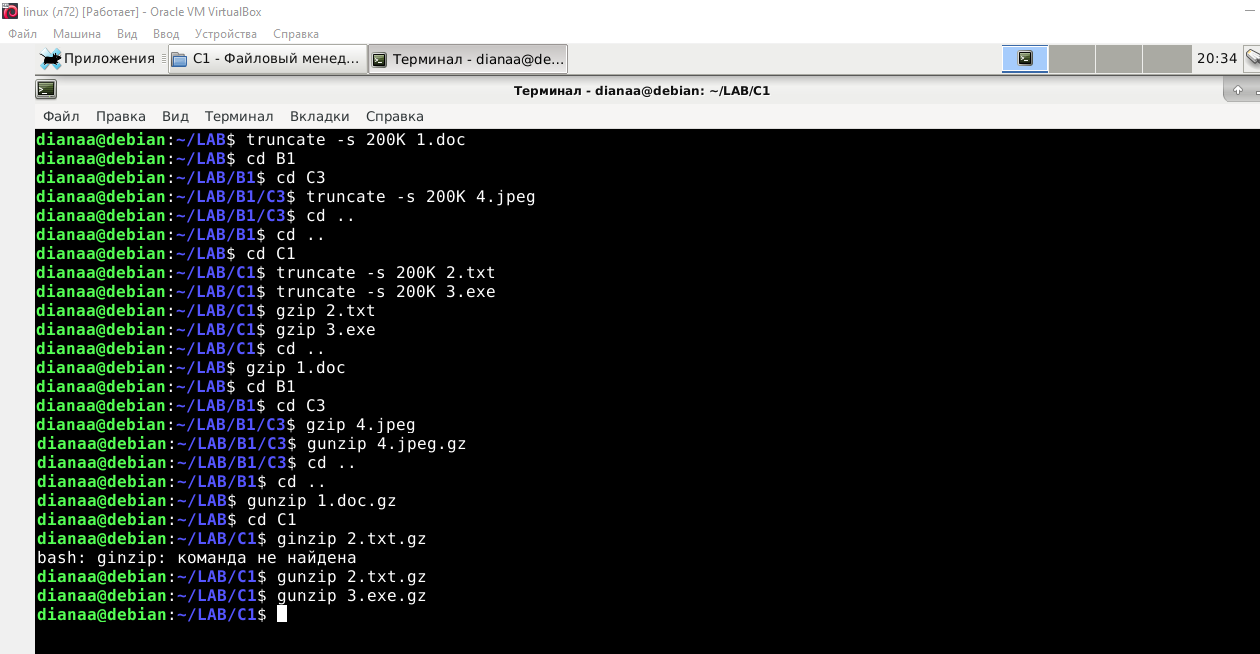 linux (л72) [Работает] - Oracle VM VirtualBox
Файл Машина Вид Ввод Устройства Справка
Приложения C1 - Файловый менед... Терминал - dianaa@de... 20:34
Терминал - dianaa@debian: ~/LAB/C1
Файл Правка Вид Терминал Вкладки Справка
dianaa@debian:~/LAB$ truncate -s 200K 1.doc
dianaa@debian:~/LAB$ cd B1
dianaa@debian:~/LAB/B1$ cd C3
dianaa@debian:~/LAB/B1/C3$ truncate -s 200K 4.jpeg
dianaa@debian:~/LAB/B1/C3$ cd ..
dianaa@debian:~/LAB/B1$ cd ..
dianaa@debian:~/LAB$ cd C1
dianaa@debian:~/LAB/C1$ truncate -s 200K 2.txt
dianaa@debian:~/LAB/C1$ truncate -s 200K 3.exe
dianaa@debian:~/LAB/C1$ gzip 2.txt
dianaa@debian:~/LAB/C1$ gzip 3.exe
dianaa@debian:~/LAB/C1$ cd ..
dianaa@debian:~/LAB$ gzip 1.doc
dianaa@debian:~/LAB$ cd B1
dianaa@debian:~/LAB/B1$ cd C3
dianaa@debian:~/LAB/B1/C3$ gzip 4.jpeg
dianaa@debian:~/LAB/B1/C3$ gunzip 4.jpeg.gz
dianaa@debian:~/LAB/B1/C3$ cd ..
dianaa@debian:~/LAB/B1$ cd ..
dianaa@debian:~/LAB$ gunzip 1.doc.gz
dianaa@debian:~/LAB$ cd C1
dianaa@debian:~/LAB/C1$ ginzip 2.txt.gz
bash: ginzip: команда не найдена
dianaa@debian:~/LAB/C1$ gunzip 2.txt.gz
dianaa@debian:~/LAB/C1$ gunzip 3.exe.gz
dianaa@debian:~/LAB/C1$